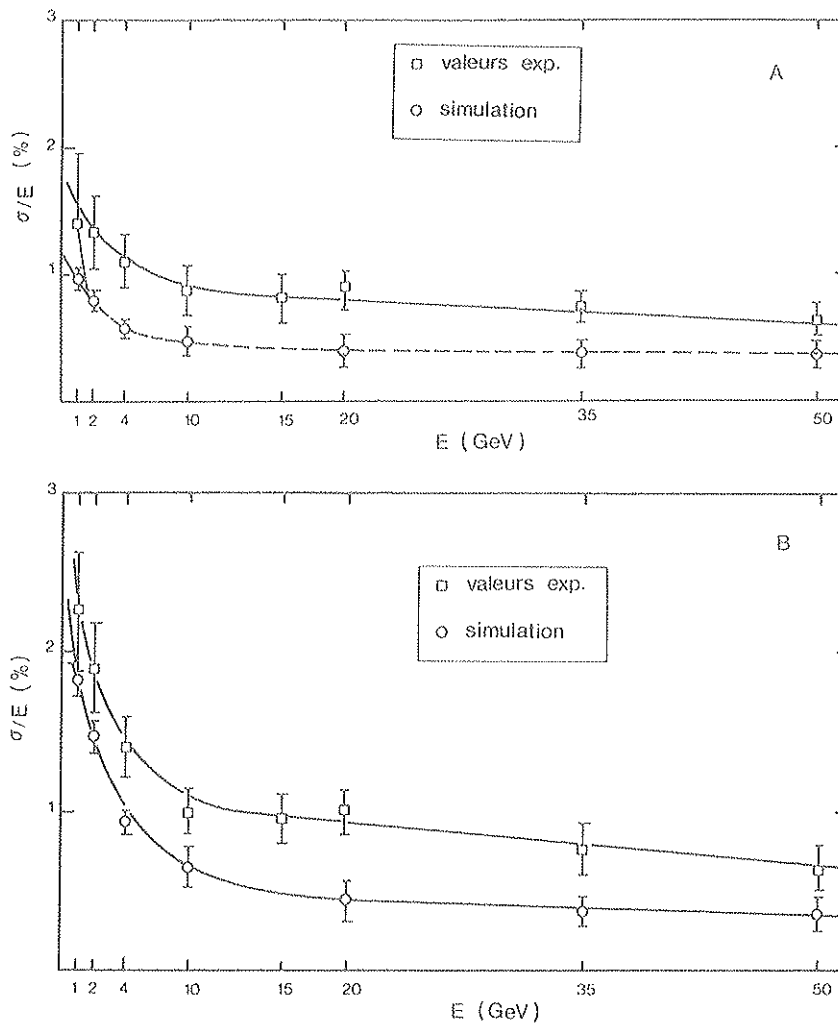 3
A
□ valeurs exp.
○ simulation
2
σ/E (%)
1
1 2 4 10 15 20 35 50
E (GeV)
3
B
□ valeurs exp.
○ simulation
2
σ/E (%)
1
1 2 4 10 15 20 35 50
E (GeV)